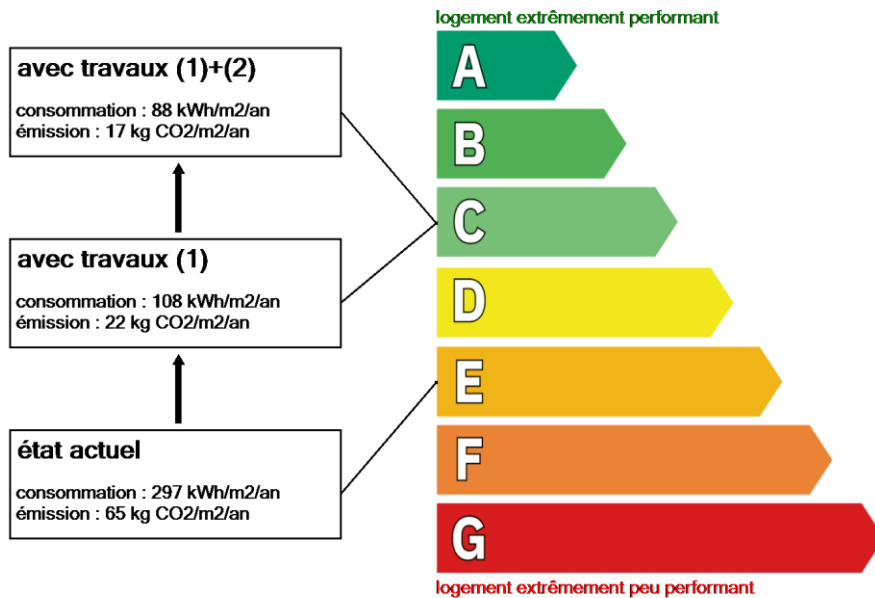 logement extrêmement performant
avec travaux (1)+(2)
consommation : 88 kWh/m2/an
émission : 17 kg CO2/m2/an
avec travaux (1)
consommation : 108 kWh/m2/an
émission : 22 kg CO2/m2/an
état actuel
consommation : 297 kWh/m2/an
émission : 65 kg CO2/m2/an
A
B
C
D
E
F
G
logement extrêmement peu performant